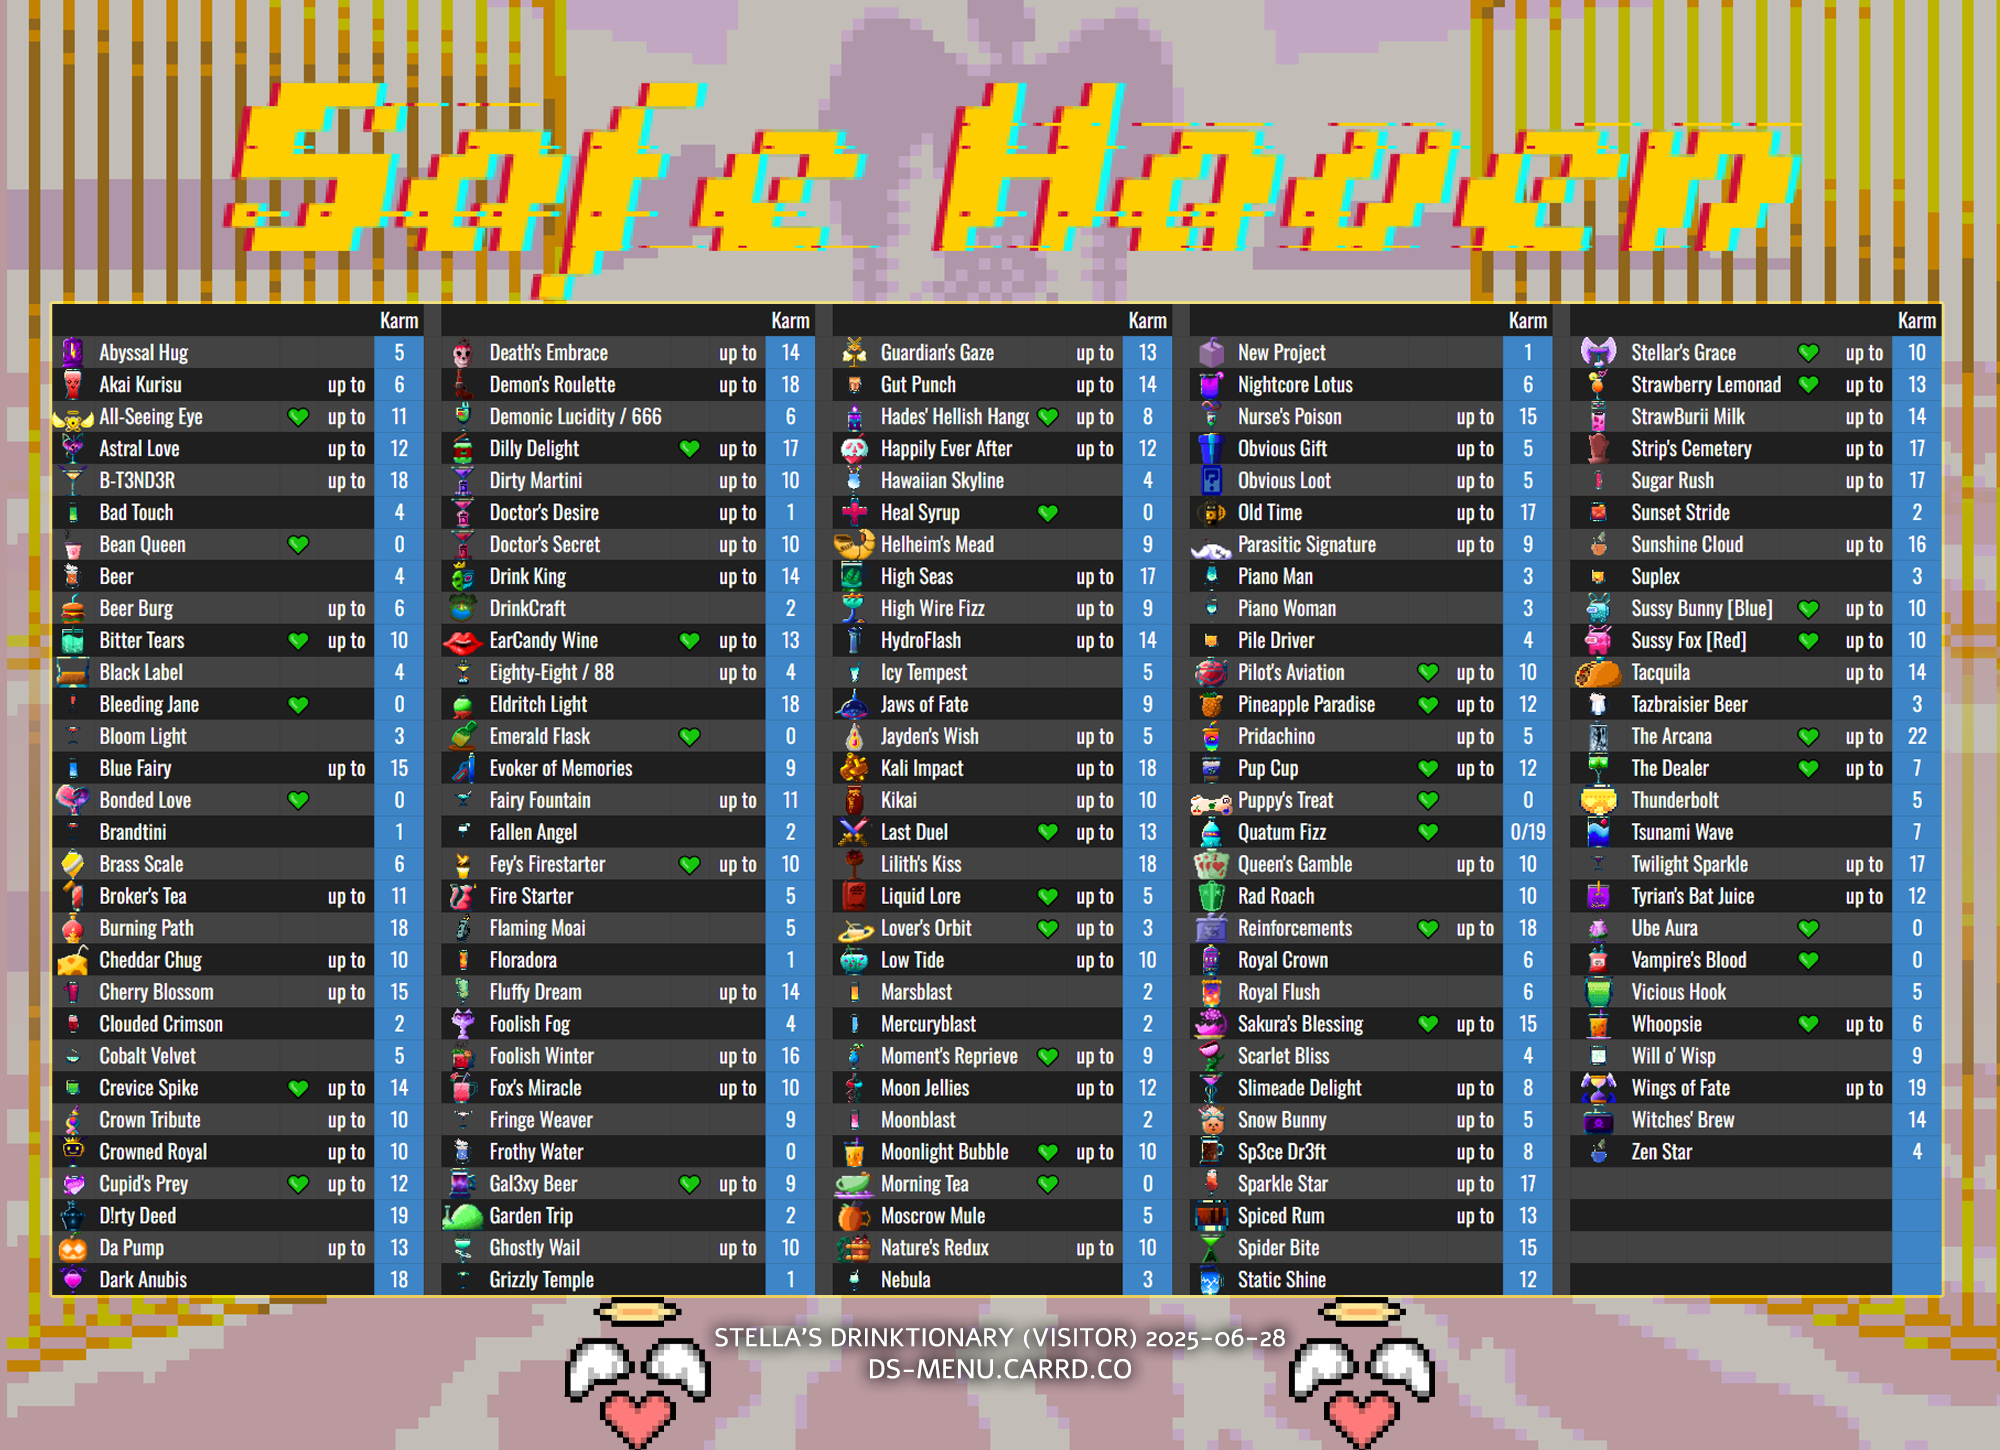 Safe Haven
Karm
Abyssal Hug 5
Akai Kurisu up to 6
All-Seeing Eye up to 11
Astral Love up to 12
B-T3ND3R up to 18
Bad Touch 4
Bean Queen 0
Beer 4
Beer Burg up to 6
Bitter Tears up to 10
Black Label 4
Bleeding Jane 0
Bloom Light 3
Blue Fairy up to 15
Bonded Love 0
Brandtini 1
Brass Scale 6
Broker's Tea up to 11
Burning Path 18
Cheddar Chug up to 10
Cherry Blossom up to 15
Clouded Crimson 2
Cobalt Velvet 5
Crevice Spike up to 14
Crown Tribute up to 10
Crowned Royal up to 10
Cupid's Prey up to 12
D!rty Deed 19
Da Pump up to 13
Dark Anubis 18
Karm
Death's Embrace up to 14
Demon's Roulette up to 18
Demonic Lucidity / 666 6
Dilly Delight up to 17
Dirty Martini up to 10
Doctor's Desire up to 1
Doctor's Secret up to 10
Drink King up to 14
DrinkCraft 2
EarCandy Wine up to 13
Eighty-Eight / 88 up to 4
Eldritch Light 18
Emerald Flask 0
Evoker of Memories 9
Fairy Fountain up to 11
Fallen Angel 2
Fey's Firestarter up to 10
Fire Starter 5
Flaming Moai 5
Floradora 1
Fluffy Dream up to 14
Foolish Fog 4
Foolish Winter up to 16
Fox's Miracle up to 10
Fringe Weaver 9
Frothy Water 0
Gal3xy Beer up to 9
Garden Trip 2
Ghostly Wail up to 10
Grizzly Temple 1
Karm
Guardian's Gaze up to 13
Gut Punch up to 14
Hades' Hellish Hang up to 8
Happily Ever After up to 12
Hawaiian Skyline 4
Heal Syrup 0
Helheim's Mead 9
High Seas up to 17
High Wire Fizz up to 9
HydroFlash up to 14
Icy Tempest 5
Jaws of Fate 9
Jayden's Wish up to 5
Kali Impact up to 18
Kikai up to 10
Last Duel up to 13
Lilith's Kiss 18
Liquid Lore up to 5
Lover's Orbit up to 3
Low Tide up to 10
Marsblast 2
Mercuryblast 2
Moment's Reprieve up to 9
Moon Jellies up to 12
Moonblast 2
Moonlight Bubble up to 10
Morning Tea 0
Moscrow Mule 5
Nature's Redux up to 10
Nebula 3
Karm
New Project 1
Nightcore Lotus 6
Nurse's Poison up to 15
Obvious Gift up to 5
Obvious Loot up to 5
Old Time up to 17
Parasitic Signature up to 9
Piano Man 3
Piano Woman 3
Pile Driver 4
Pilot's Aviation up to 10
Pineapple Paradise up to 12
Pridachino up to 5
Pup Cup up to 12
Puppy's Treat 0
Quatum Fizz 0/19
Queen's Gamble up to 10
Rad Roach 10
Reinforcements up to 18
Royal Crown 6
Royal Flush 6
Sakura's Blessing up to 15
Scarlet Bliss 4
Slimeade Delight up to 8
Snow Bunny up to 5
Sp3ce Dr3ft up to 8
Sparkle Star up to 17
Spiced Rum up to 13
Spider Bite 15
Static Shine 12
Karm
Stellar's Grace up to 10
Strawberry Lemonad up to 13
StrawBurii Milk up to 14
Strip's Cemetery up to 17
Sugar Rush up to 17
Sunset Stride 2
Sunshine Cloud up to 16
Suplex 3
Sussy Bunny [Blue] up to 10
Sussy Fox [Red] up to 10
Tacquila up to 14
Tazbraisier Beer 3
The Arcana up to 22
The Dealer up to 7
Thunderbolt 5
Tsunami Wave 7
Twilight Sparkle up to 17
Tyrian's Bat Juice up to 12
Ube Aura 0
Vampire's Blood 0
Vicious Hook 5
Whoopsie up to 6
Will o' Wisp 9
Wings of Fate up to 19
Witches' Brew 14
Zen Star 4
STELLA'S DRINKTIONARY (VISITOR) 2025-06-28
DS-MENU.CARRD.CO